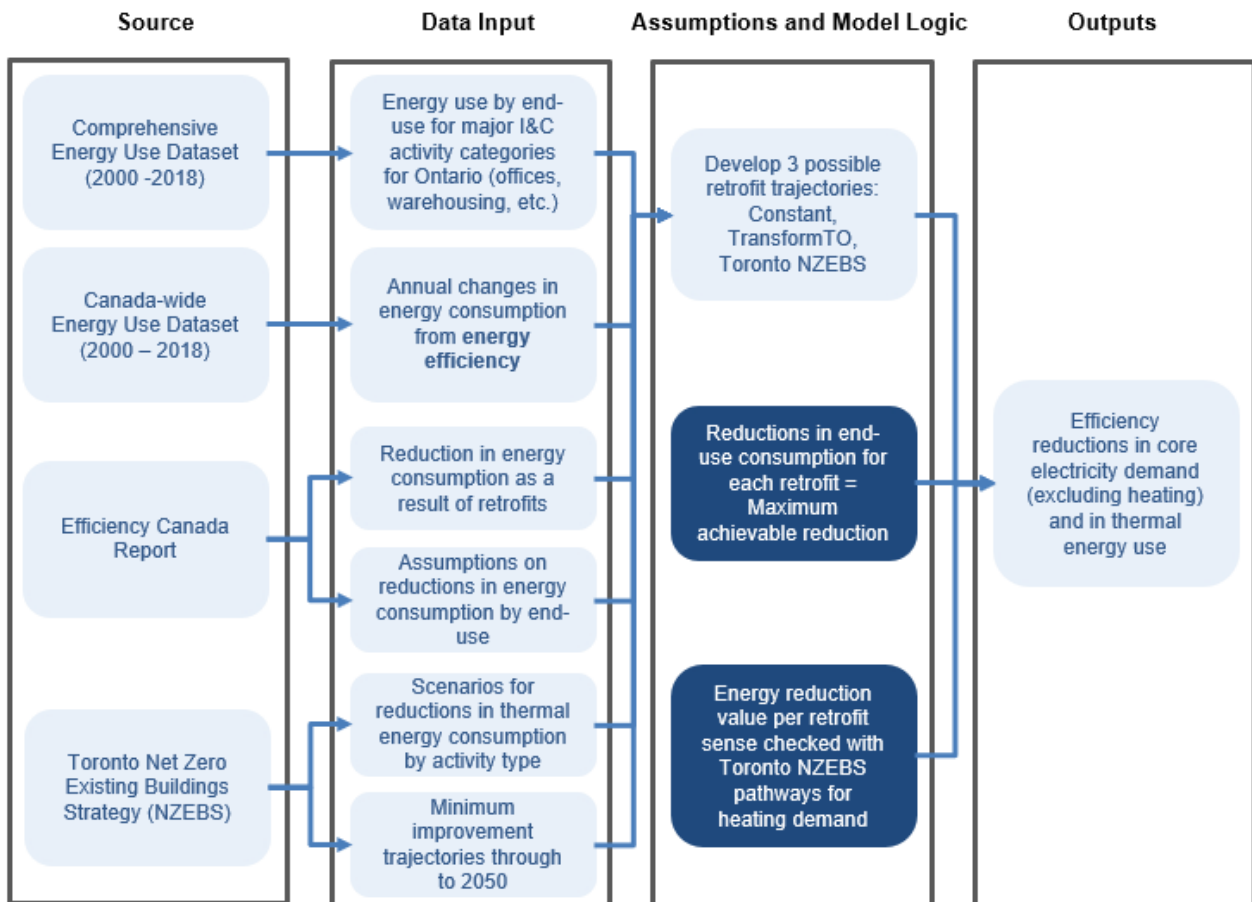 Source
Data Input
Assumptions and Model Logic
Outputs
Comprehensive
Energy Use Dataset
(2000 -2018)
Canada-wide
Energy Use Dataset
(2000 – 2018)
Efficiency Canada
Report
Toronto Net Zero
Existing Buildings
Strategy (NZEBS)
Energy use by end-
use for major I&C
activity categories
for Ontario (offices,
warehousing, etc.)
Annual changes in
energy consumption
from energy
efficiency
Reduction in energy
consumption as a
result of retrofits
Assumptions on
reductions in energy
consumption by end-
use
Scenarios for
reductions in thermal
energy consumption
by activity type
Minimum
improvement
trajectories through
to 2050
Develop 3 possible
retrofit trajectories:
Constant,
TransformTO,
Toronto NZEBS
Reductions in end-
use consumption for
each retrofit =
Maximum
achievable reduction
Energy reduction
value per retrofit
sense checked with
Toronto NZEBS
pathways for
heating demand
Efficiency
reductions in core
electricity demand
(excluding heating)
and in thermal
energy use